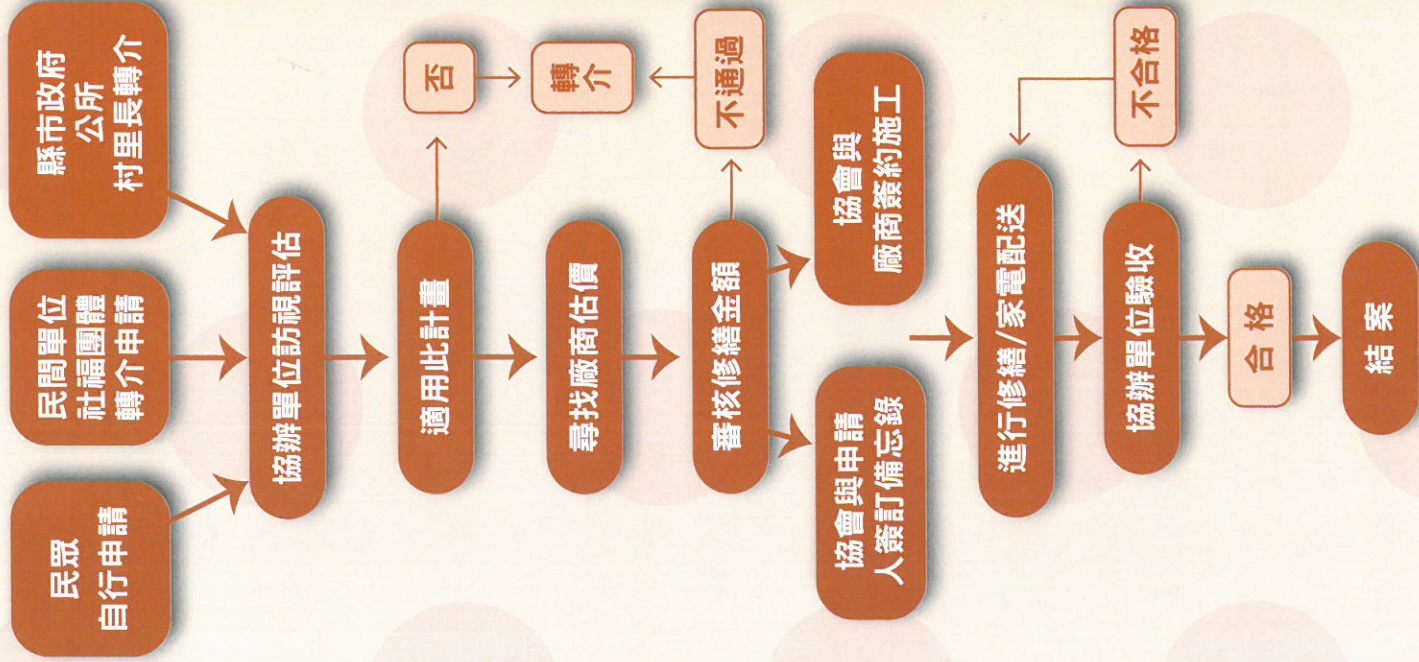 民眾
自行申請
民間單位
社福團體
轉介申請
縣市政府
公所
村里長轉介
協辦單位訪視評估
適用此計畫
否
轉介
尋找廠商估價
審核修繕金額
不通過
協會與申請
人簽訂備忘錄
協會與
廠商簽約施工
進行修繕/家電配送
協辦單位驗收
不合格
合格
結案